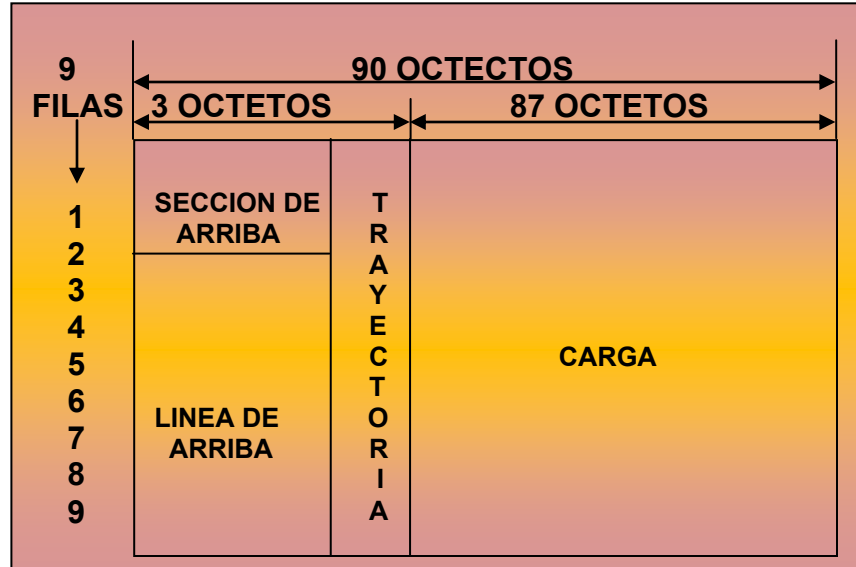 9
FILAS
90 OCTECTOS
3 OCTETOS
87 OCTETOS
1
2
3
4
5
6
7
8
9
SECCION DE
ARRIBA
LINEA DE
ARRIBA
T
R
A
Y
E
C
T
O
R
I
A
CARGA